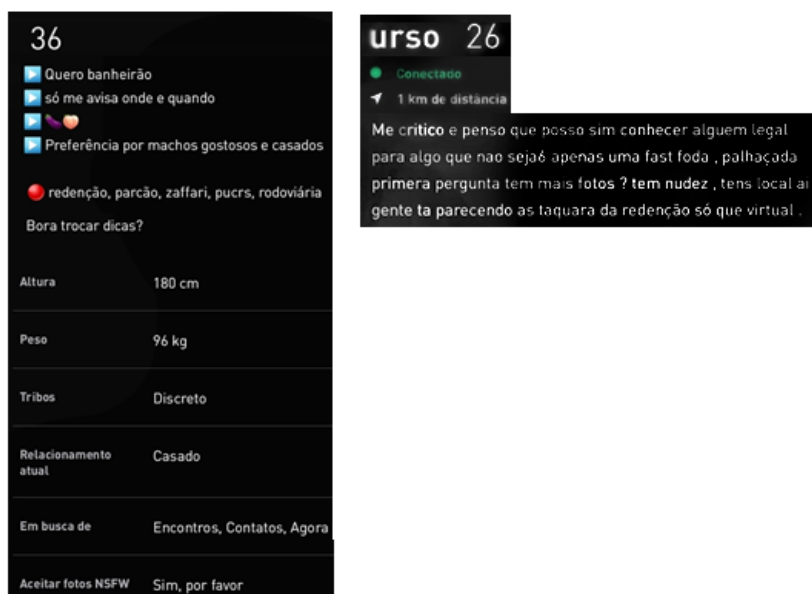 36
▶️ Quero banheirão
▶️ só me avisa onde e quando
▶️ 🍆🍑
▶️ Preferência por machos gostosos e casados
🔴 redenção, parcão, zaffari, pucrs, rodoviária
Bora trocar dicas?
Altura 180 cm
Peso 96 kg
Tribos Discreto
Relacionamento atual Casado
Em busca de Encontros, Contatos, Agora
Aceitar fotos NSFW Sim, por favor
urso 26
Conectado
1 km de distância
Me critico e penso que posso sim conhecer alguem legal
para algo que nao seja6 apenas uma fast foda , palhaçada
primera pergunta tem mais fotos ? tem nudez , tens local ai
gente ta parecendo as taquara da redenção só que virtual .